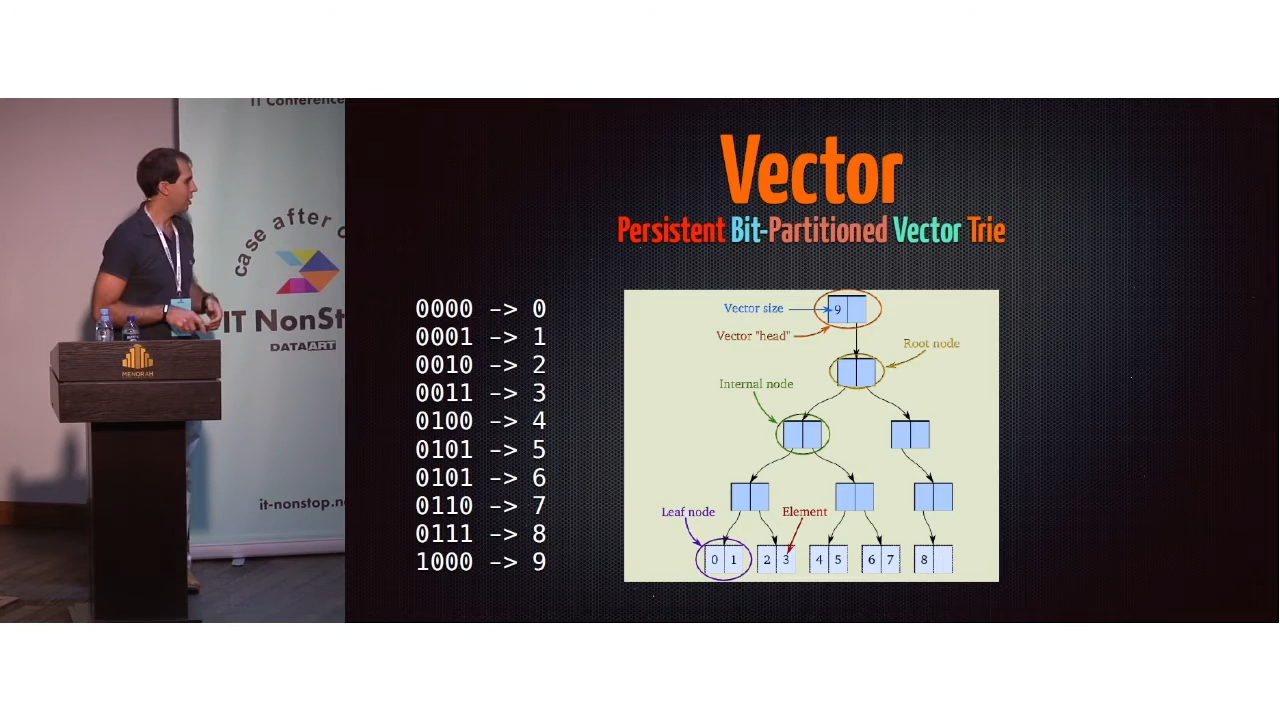 IT Conference
case after c
IT NonSt
DATAART
it-nonstop.ne
MENORAH
Vector
Persistent Bit-Partitioned Vector Trie
0000 -> 0
0001 -> 1
0010 -> 2
0011 -> 3
0100 -> 4
0101 -> 5
0101 -> 6
0110 -> 7
0111 -> 8
1000 -> 9
Vector size
9
Vector "head"
Root node
Internal node
Leaf node
Element
0 1 2 3 4 5 6 7 8